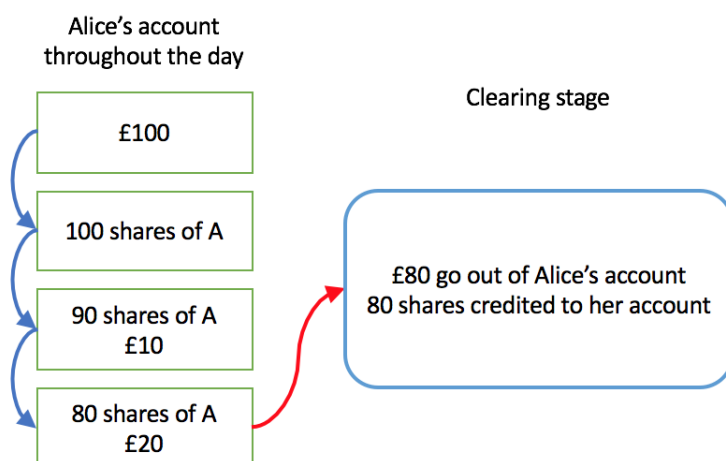 Alice’s account
throughout the day
£100
100 shares of A
90 shares of A
£10
80 shares of A
£20
Clearing stage
£80 go out of Alice’s account
80 shares credited to her account